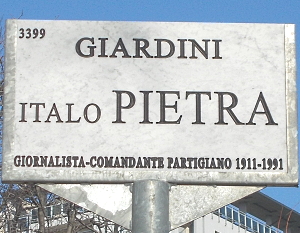 3399
GIARDINI
ITALO PIETRA
GIORNALISTA-COMANDANTE PARTIGIANO 1911-1991